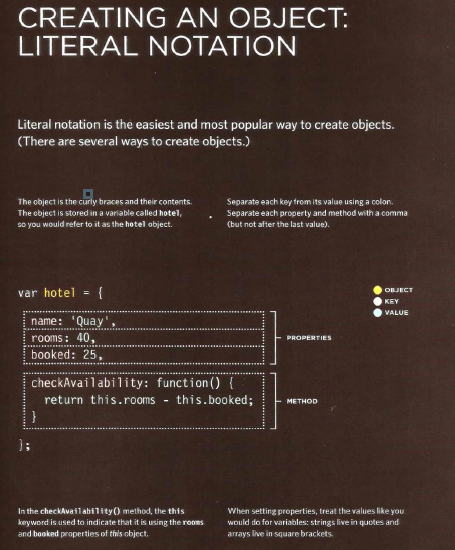 CREATING AN OBJECT:
LITERAL NOTATION
Literal notation is the easiest and most popular way to create objects.
(There are several ways to create objects.)
The object is the curly braces and their contents.
The object is stored in a variable called hotel,
so you would refer to it as the hotel object.
Separate each key from its value using a colon.
Separate each property and method with a comma
(but not after the last value).
var hotel = {
OBJECT
KEY
VALUE
name: 'Quay',
rooms: 40,
booked: 25,
PROPERTIES
checkAvailability: function() {
return this.rooms - this.booked;
}
METHOD
};
In the checkAvailability() method, the this
keyword is used to indicate that it is using the rooms
and booked properties of this object.
When setting properties, treat the values like you
would do for variables: strings live in quotes and
arrays live in square brackets.